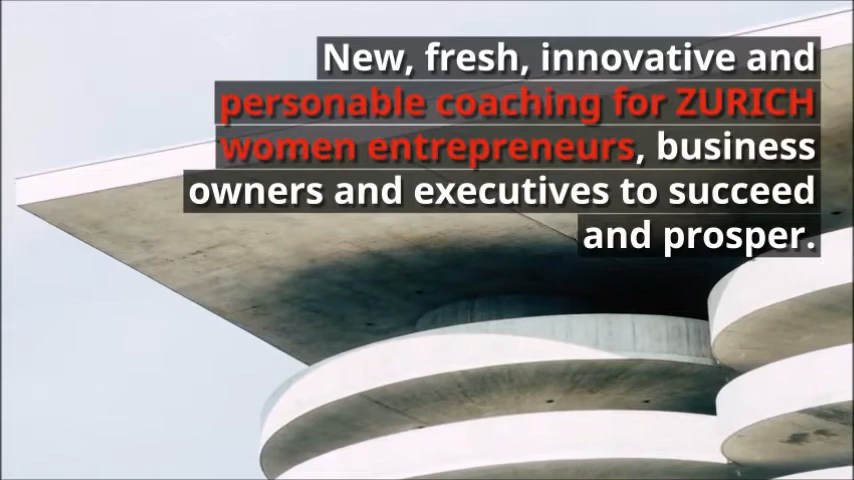 New, fresh, innovative and
personable coaching for ZURICH
women entrepreneurs, business
owners and executives to succeed
and prosper.